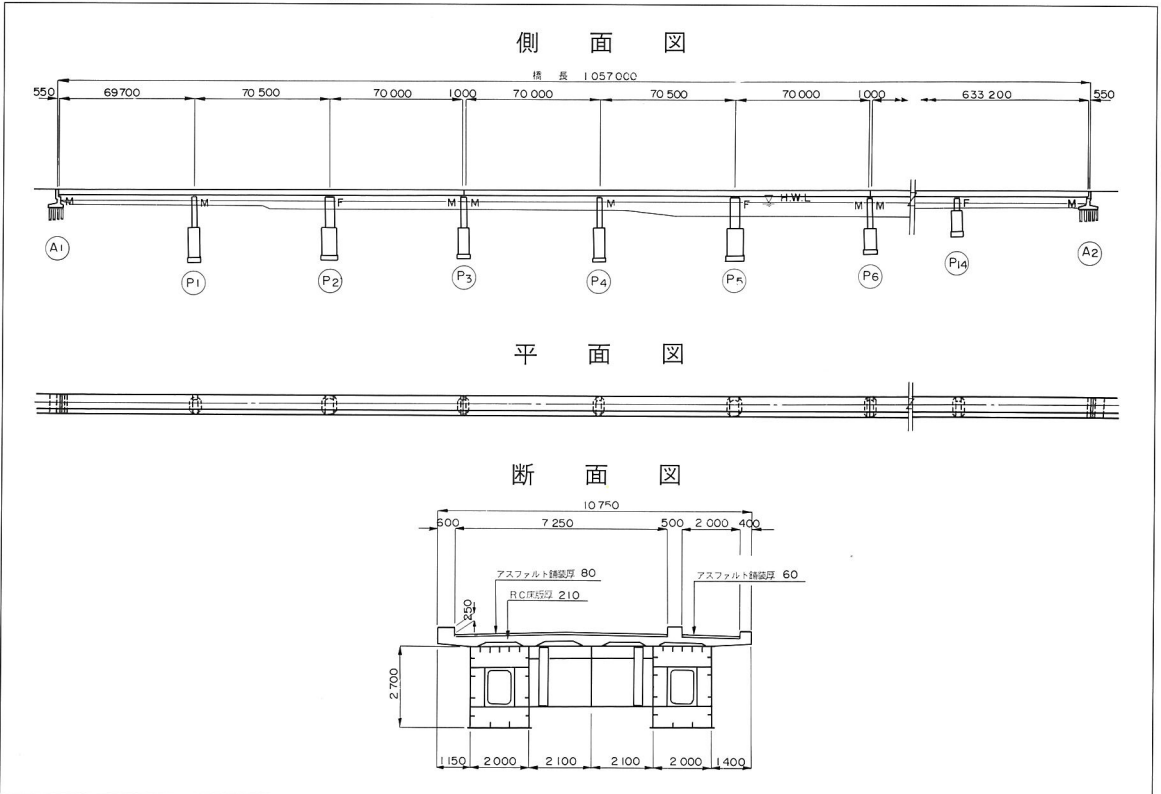 側面図
橋長 1057000
550 69700 70500 70000 1000 70000 70500 70000 1000 633200 550
H.W.L
M M F M M M F M M F M
A1 P1 P2 P3 P4 P5 P6 P14 A2
平面図
断面図
10750
600 7250 500 2000 400
アスファルト舗装厚 80 アスファルト舗装厚 60
RC床版厚 210
250
2700
1150 2000 2100 2100 2000 1400